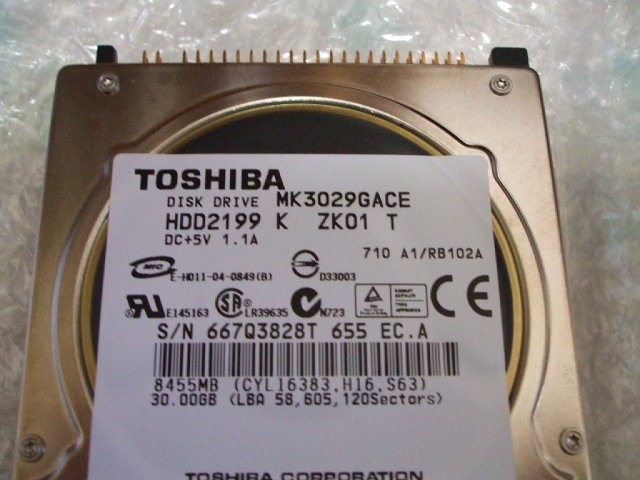 TOSHIBA
DISK DRIVE MK3029GACE
HDD2199 K ZK01 T
DC+5V 1.1A
710 A1/RB102A
MIC E-H011-04-0849(B) D33003
E145163 LR39635 N723
S/N 667Q3828T 655 EC.A
8455MB (CYL16383,H16,S63)
30.00GB (LBA 58,605,120Sectors)
TOSHIBA CORPORATION